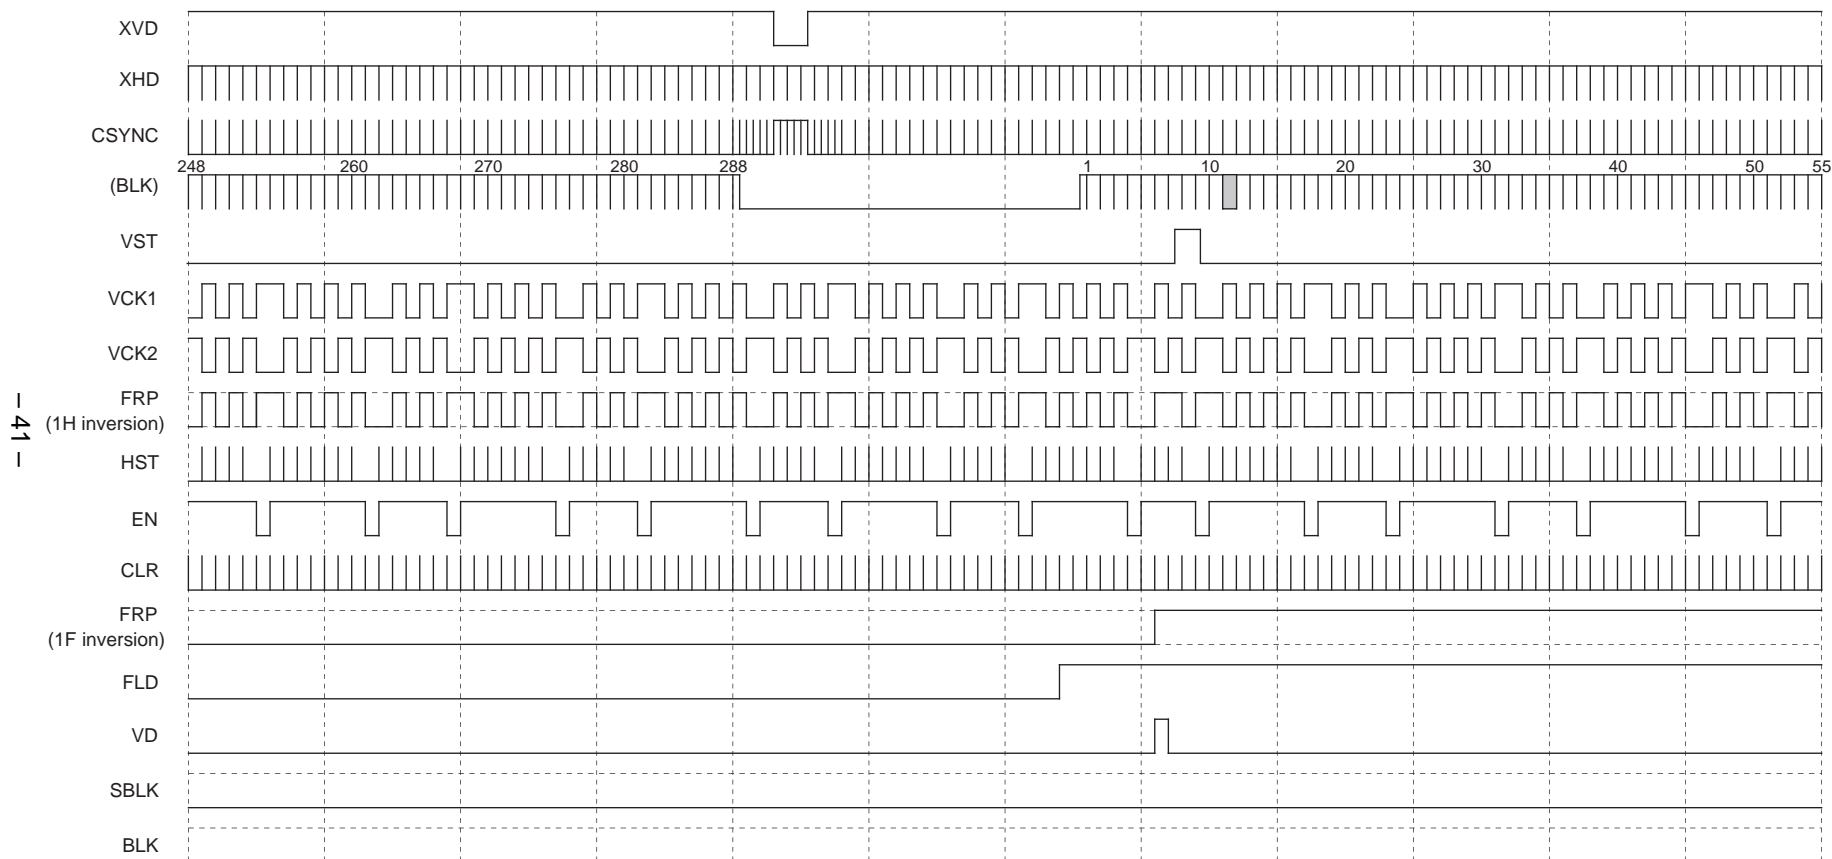 XVD
XHD
CSYNC
248 260 270 280 288 1 10 20 30 40 50 55
(BLK)
VST
VCK1
VCK2
FRP
(1H inversion)
HST
EN
CLR
FRP
(1F inversion)
FLD
VD
SBLK
BLK
– 41 –